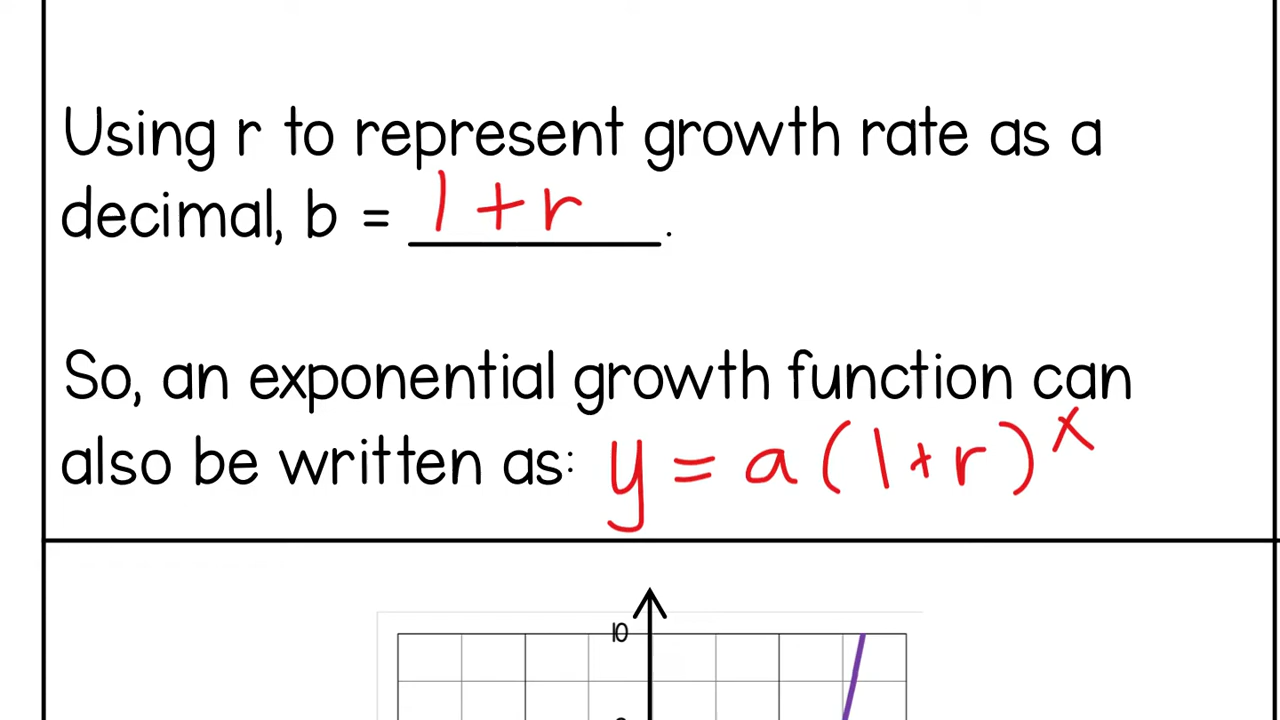 Using r to represent growth rate as a
decimal, b = 1 + r.
So, an exponential growth function can
also be written as: y = a(1+r)^x
10